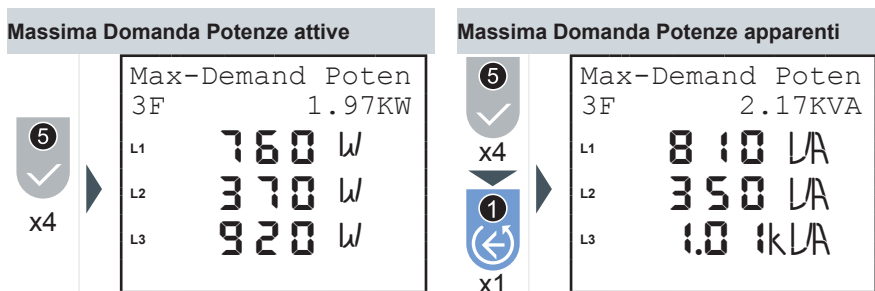 Massima Domanda Potenze attive
5
x4
Max-Demand Poten
3F 1.97KW
L1 760 W
L2 370 W
L3 920 W
Massima Domanda Potenze apparenti
5
x4
1
x1
Max-Demand Poten
3F 2.17KVA
L1 810 VA
L2 350 VA
L3 1.01kVA